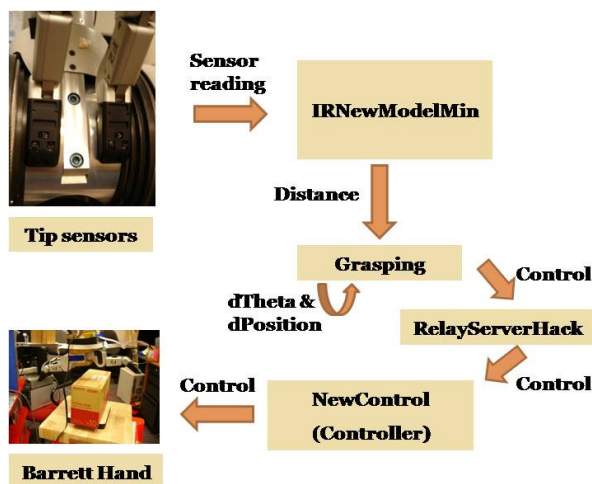 Sensor
reading
IRNewModelMin
Distance
Tip sensors
Grasping
dTheta &
dPosition
Control
RelayServerHack
Control
Control
NewControl
(Controller)
Barrett Hand